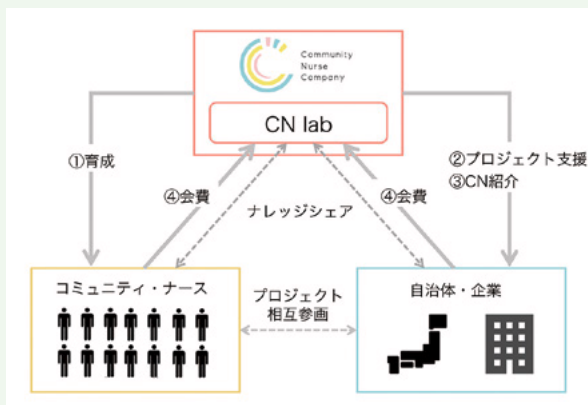 Community
Nurse
Company
CN lab
①育成
②プロジェクト支援
③CN紹介
④会費
④会費
ナレッジシェア
コミュニティ・ナース
プロジェクト
相互参画
自治体・企業